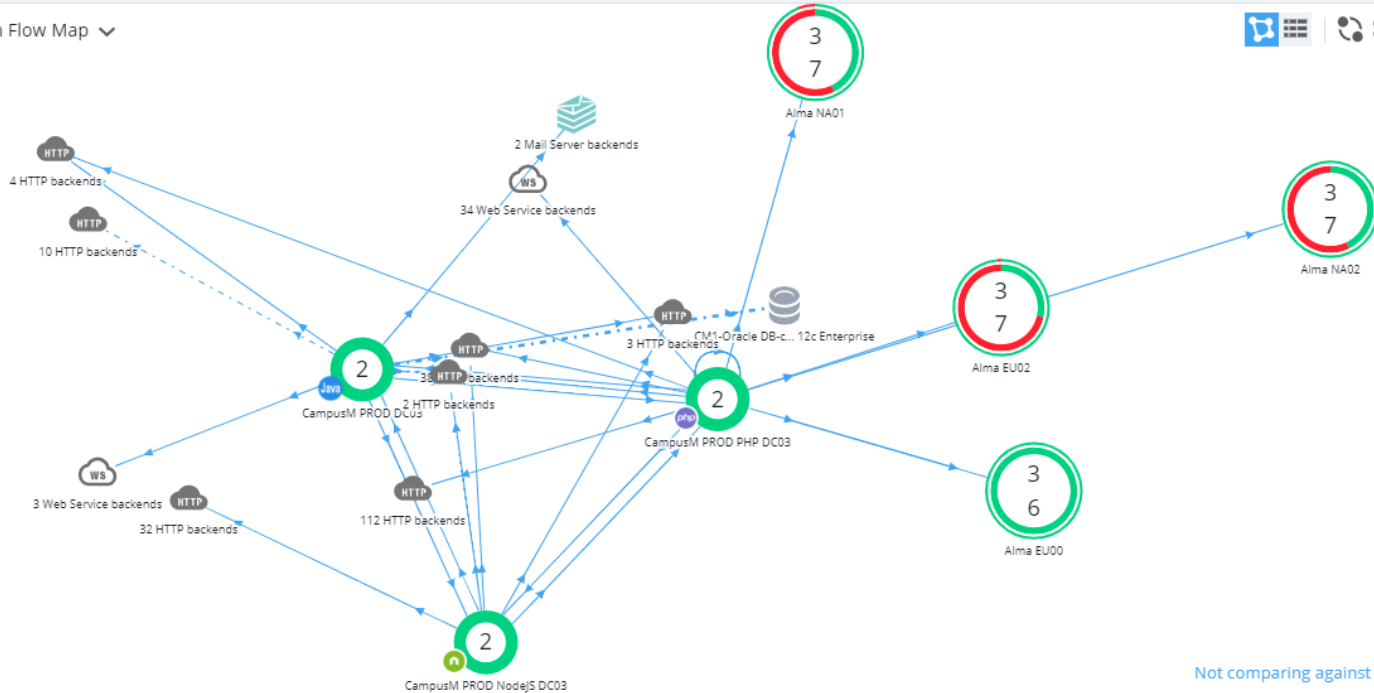 Flow Map
3
7
Alma NA01
2 Mail Server backends
HTTP
4 HTTP backends
WS
34 Web Service backends
3
7
Alma NA02
HTTP
10 HTTP backends
3
7
Alma EU02
HTTP
3 HTTP backends
CM1-Oracle DB-c... 12c Enterprise
2
Java
CampusM PROD
HTTP
backends
HTTP
2 HTTP backends
2
php
CampusM PROD PHP DC03
WS
3 Web Service backends
HTTP
32 HTTP backends
HTTP
112 HTTP backends
3
6
Alma EU00
2
n
CampusM PROD NodeJS DC03
Not comparing against